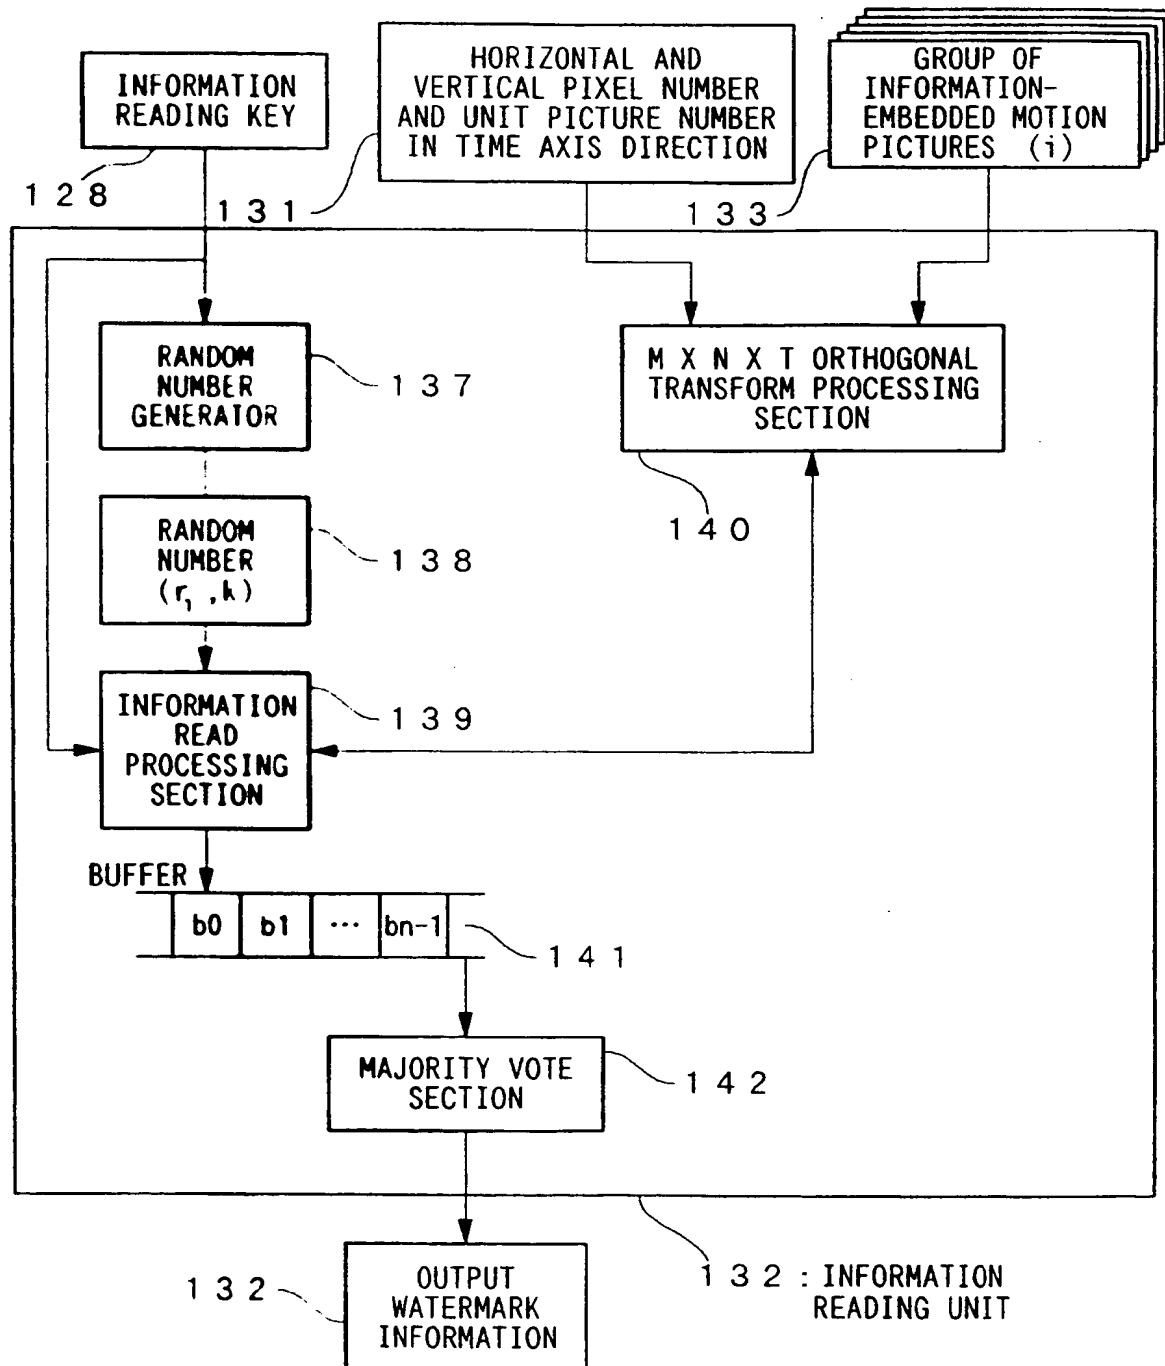 INFORMATION
READING KEY
128
HORIZONTAL AND
VERTICAL PIXEL NUMBER
AND UNIT PICTURE NUMBER
IN TIME AXIS DIRECTION
131
GROUP OF
INFORMATION-
EMBEDDED MOTION
PICTURES (i)
133
RANDOM
NUMBER
GENERATOR
137
M X N X T ORTHOGONAL
TRANSFORM PROCESSING
SECTION
140
RANDOM
NUMBER
(r₁ ,k)
138
INFORMATION
READ
PROCESSING
SECTION
139
BUFFER
b0 b1 ... bn-1
141
MAJORITY VOTE
SECTION
142
132 : INFORMATION
READING UNIT
OUTPUT
WATERMARK
INFORMATION
132